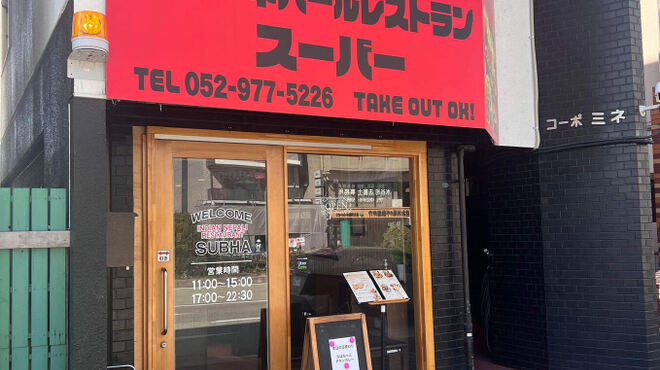 ネパールレストラン
スーバー
TEL 052-977-5226 TAKE OUT OK!
コーポミネ
WELCOME
INDIAN NEPALI
RESTAURANT
SUBHA
営業時間
11:00～15:00
17:00～22:30
OPEN